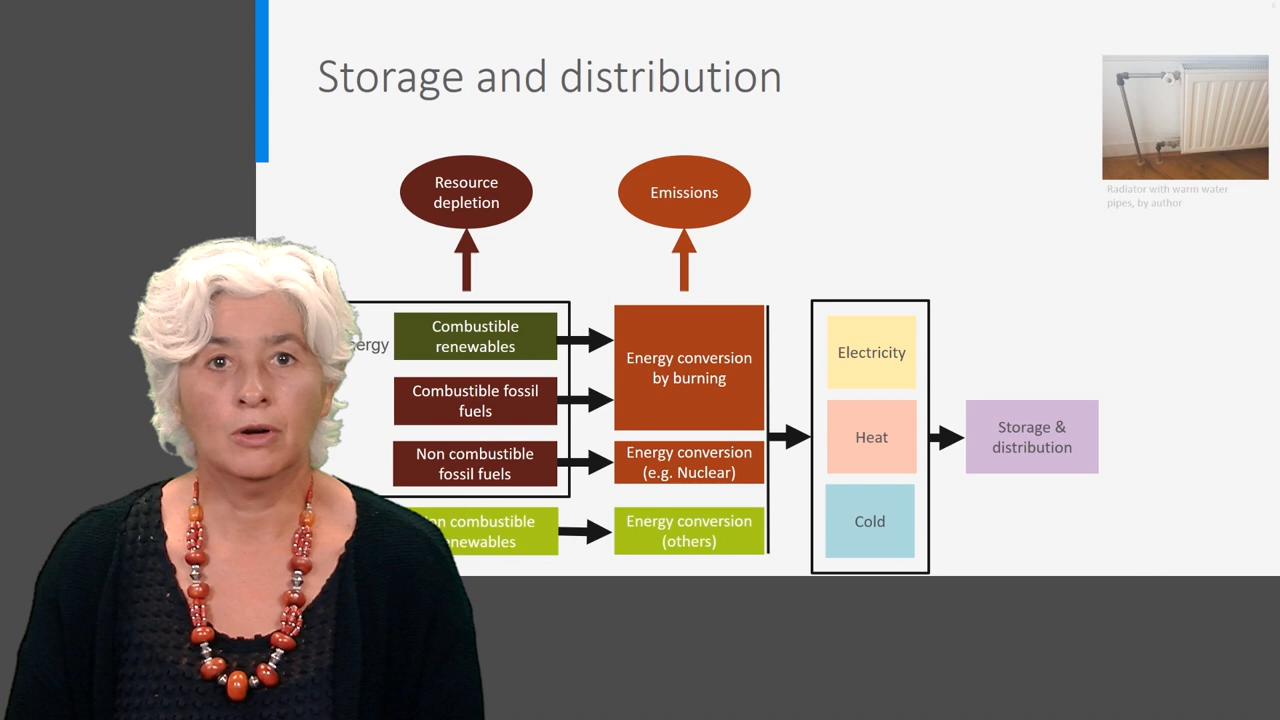 Storage and distribution
Radiator with warm water
pipes, by author
Resource
depletion
Emissions
ergy
Combustible
renewables
Combustible fossil
fuels
Non combustible
fossil fuels
on combustible
newables
Energy conversion
by burning
Energy conversion
(e.g. Nuclear)
Energy conversion
(others)
Electricity
Heat
Cold
Storage &
distribution